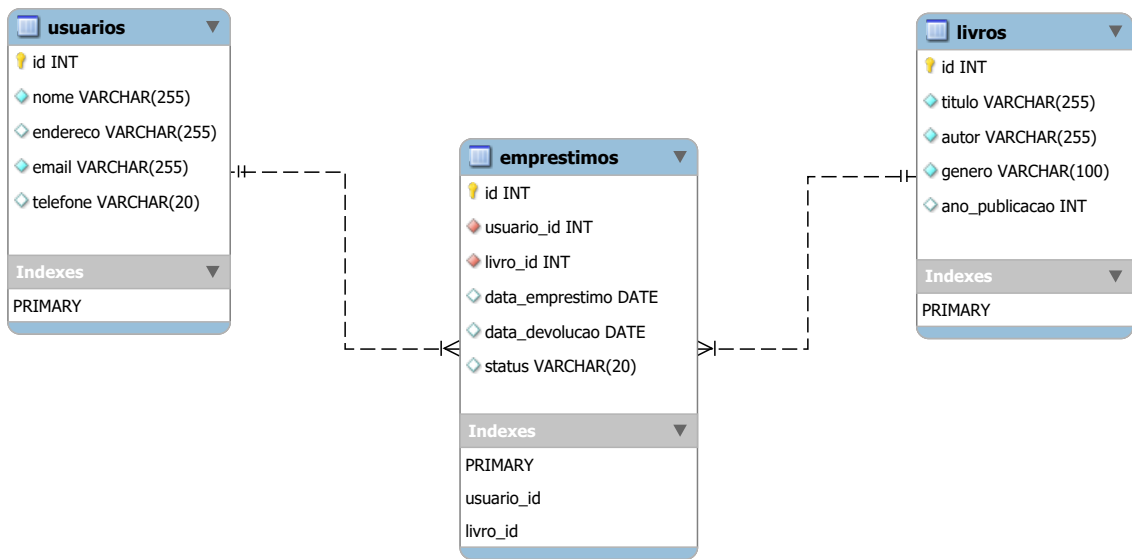 usuarios
id INT
nome VARCHAR(255)
endereco VARCHAR(255)
email VARCHAR(255)
telefone VARCHAR(20)
Indexes
PRIMARY
emprestimos
id INT
usuario_id INT
livro_id INT
data_emprestimo DATE
data_devolucao DATE
status VARCHAR(20)
Indexes
PRIMARY
usuario_id
livro_id
livros
id INT
titulo VARCHAR(255)
autor VARCHAR(255)
genero VARCHAR(100)
ano_publicacao INT
Indexes
PRIMARY